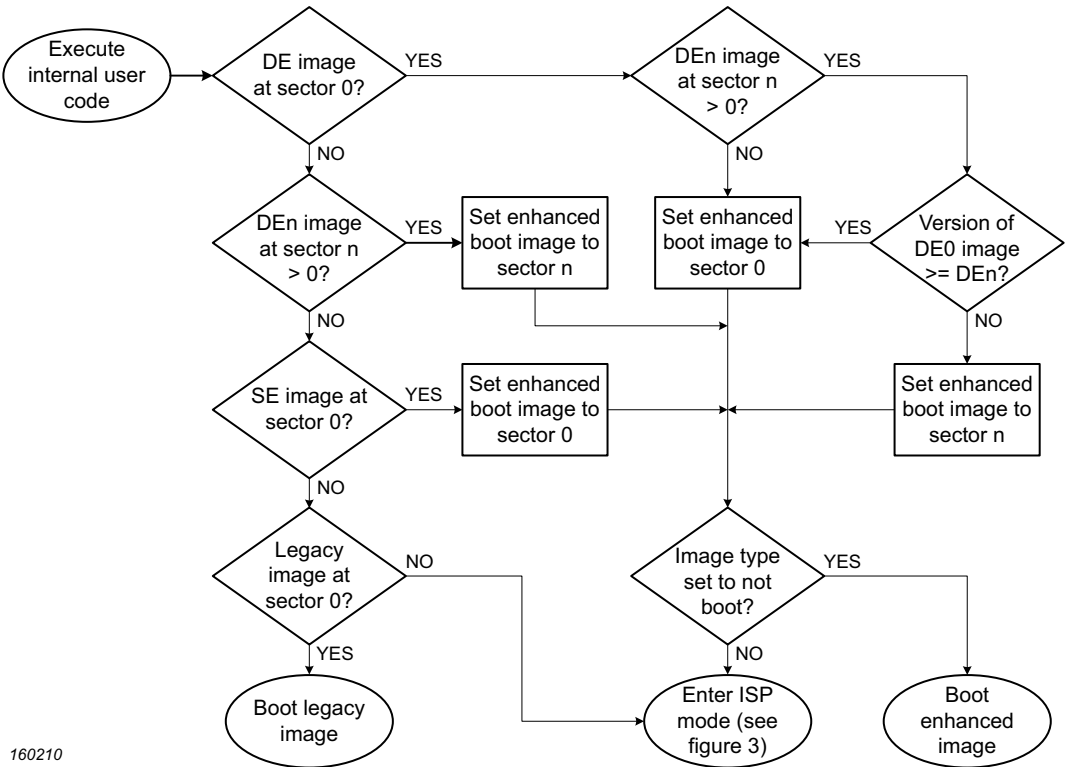 Execute
internal user
code
DE image
at sector 0?
YES
DEn image
at sector n
> 0?
YES
NO
NO
DEn image
at sector n
> 0?
YES
Set enhanced
boot image to
sector n
Set enhanced
boot image to
sector 0
YES
Version of
DE0 image
>= DEn?
NO
NO
SE image at
sector 0?
YES
Set enhanced
boot image to
sector 0
Set enhanced
boot image to
sector n
NO
Legacy
image at
sector 0?
NO
Image type
set to not
boot?
YES
YES
NO
Boot legacy
image
Enter ISP
mode (see
figure 3)
Boot
enhanced
image
160210